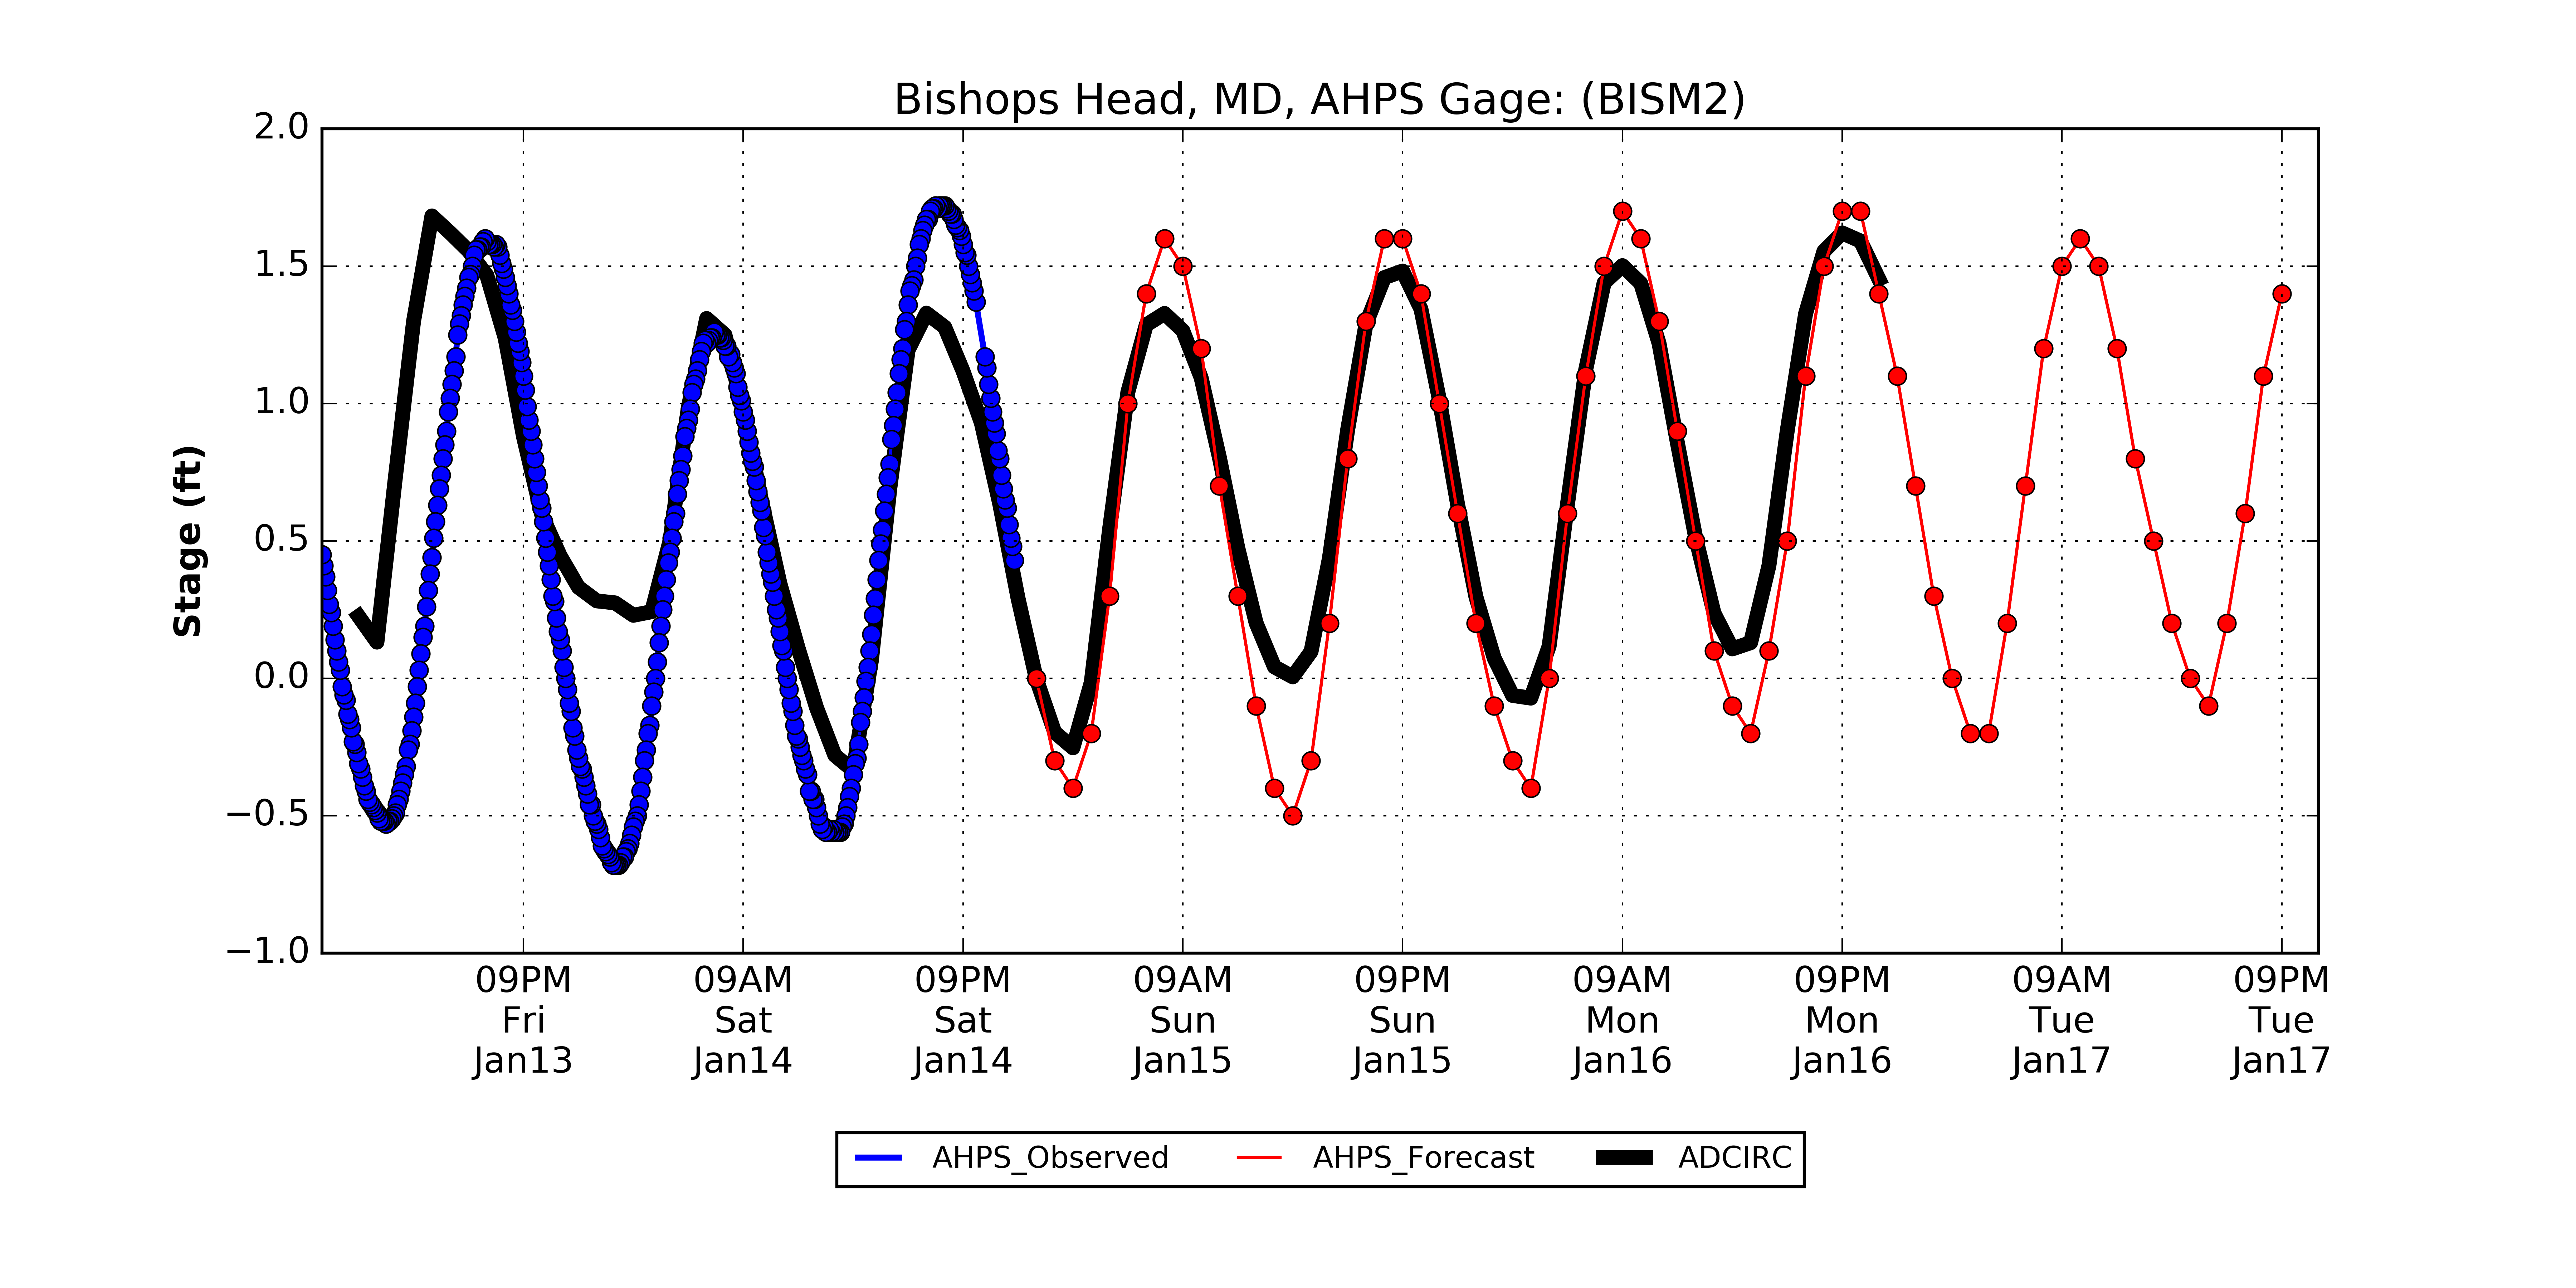 Bishops Head, MD, AHPS Gage: (BISM2)
Stage (ft)
2.0
1.5
1.0
0.5
0.0
−0.5
−1.0
09PM Fri Jan13
09AM Sat Jan14
09PM Sat Jan14
09AM Sun Jan15
09PM Sun Jan15
09AM Mon Jan16
09PM Mon Jan16
09AM Tue Jan17
09PM Tue Jan17
AHPS_Observed AHPS_Forecast ADCIRC